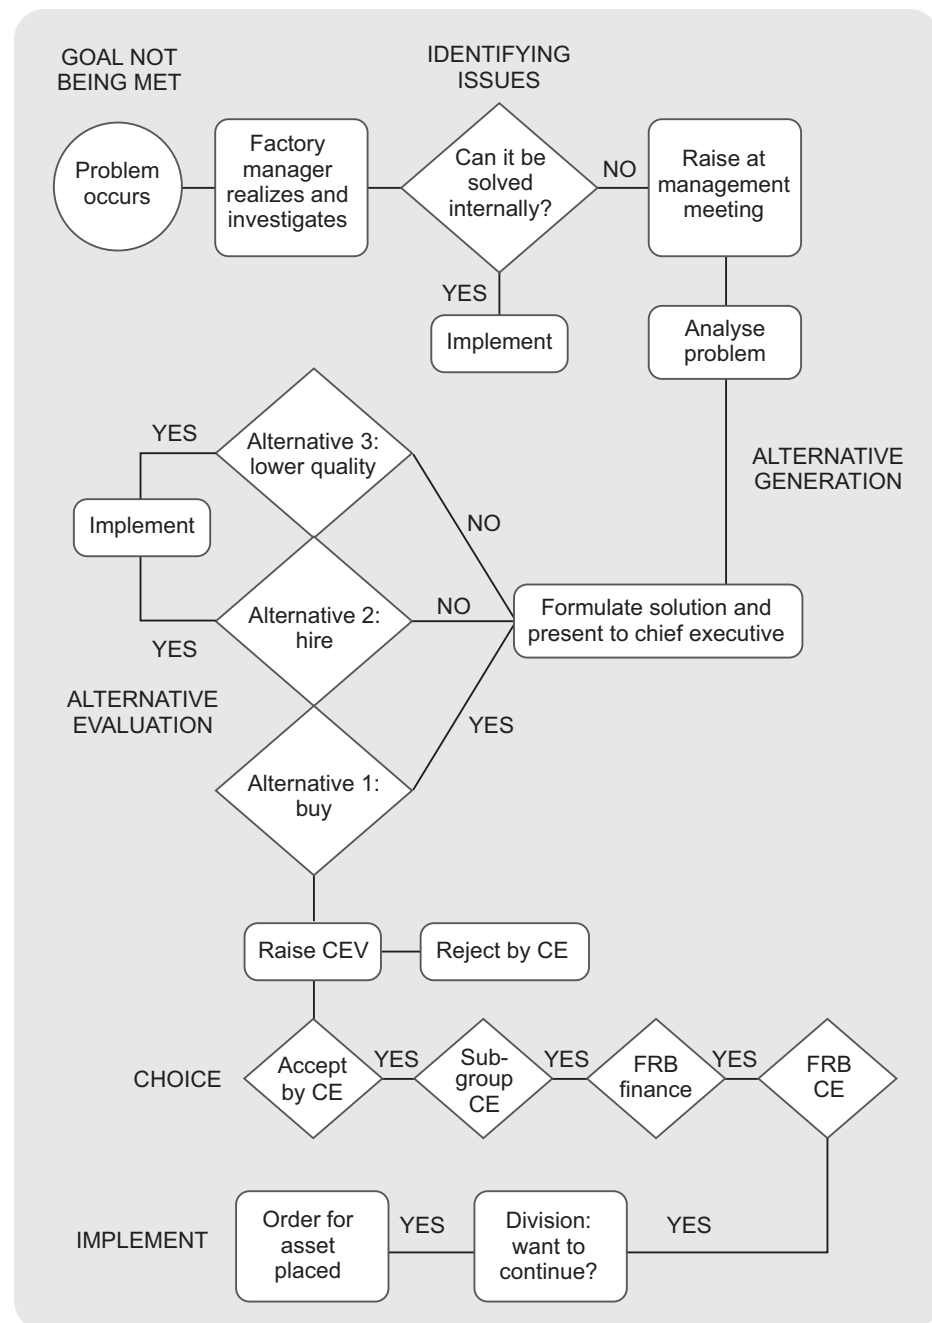 GOAL NOT
BEING MET
IDENTIFYING
ISSUES
Problem
occurs
Factory
manager
realizes and
investigates
Can it be
solved
internally?
NO
Raise at
management
meeting
YES
Implement
Analyse
problem
YES
Alternative 3:
lower quality
ALTERNATIVE
GENERATION
Implement
NO
Alternative 2:
hire
NO
Formulate solution and
present to chief executive
YES
ALTERNATIVE
EVALUATION
YES
Alternative 1:
buy
Raise CEV
Reject by CE
CHOICE
Accept
by CE
YES
Sub-
group
CE
YES
FRB
finance
YES
FRB
CE
IMPLEMENT
Order for
asset
placed
YES
Division:
want to
continue?
YES